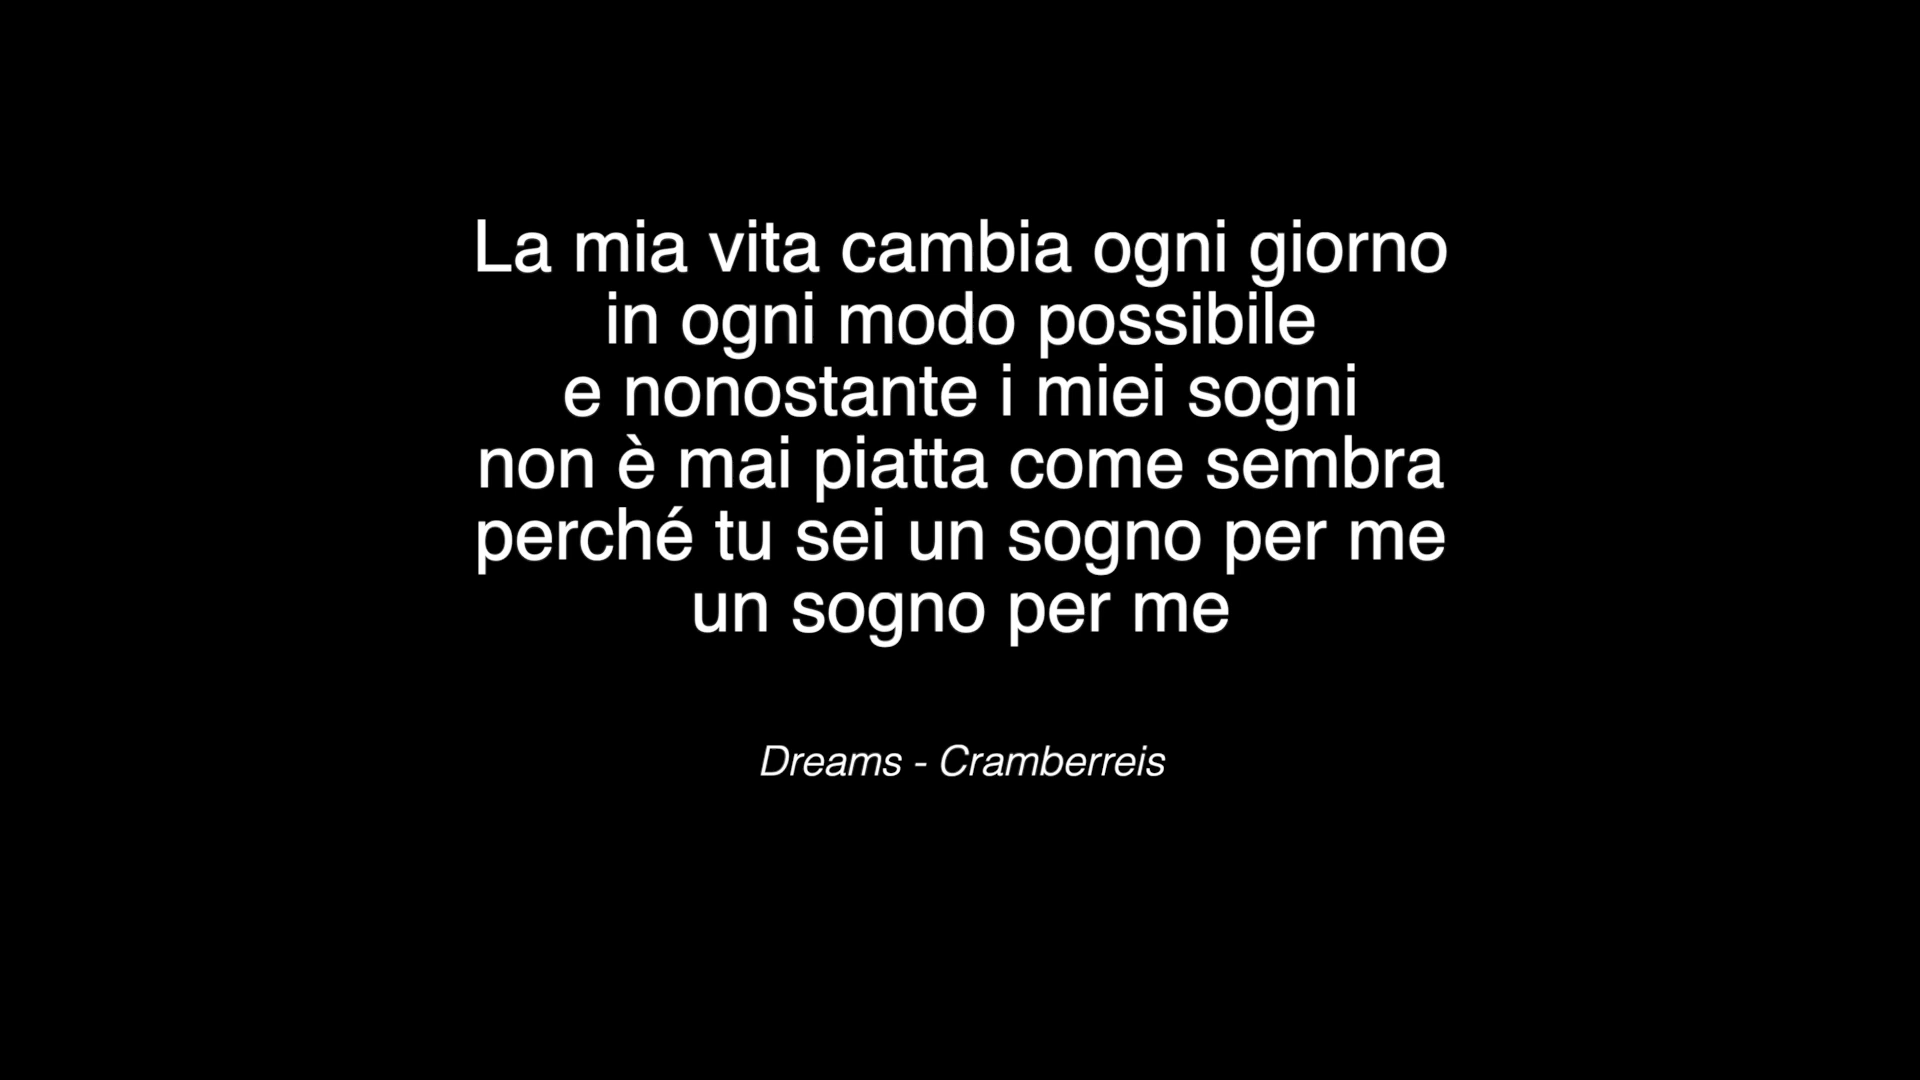 La mia vita cambia ogni giorno
in ogni modo possibile
e nonostante i miei sogni
non è mai piatta come sembra
perché tu sei un sogno per me
un sogno per me
Dreams - Cramberreis